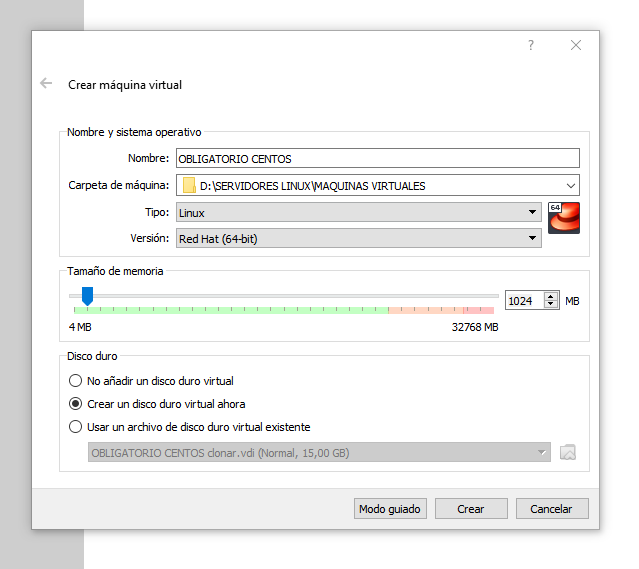 ?
Crear máquina virtual
Nombre y sistema operativo
Nombre: OBLIGATORIO CENTOS
Carpeta de máquina: D:\SERVIDORES LINUX\MAQUINAS VIRTUALES
Tipo: Linux
64
Versión: Red Hat (64-bit)
Tamaño de memoria
1024 MB
4 MB 32768 MB
Disco duro
No añadir un disco duro virtual
Crear un disco duro virtual ahora
Usar un archivo de disco duro virtual existente
OBLIGATORIO CENTOS clonar.vdi (Normal, 15,00 GB)
Modo guiado Crear Cancelar